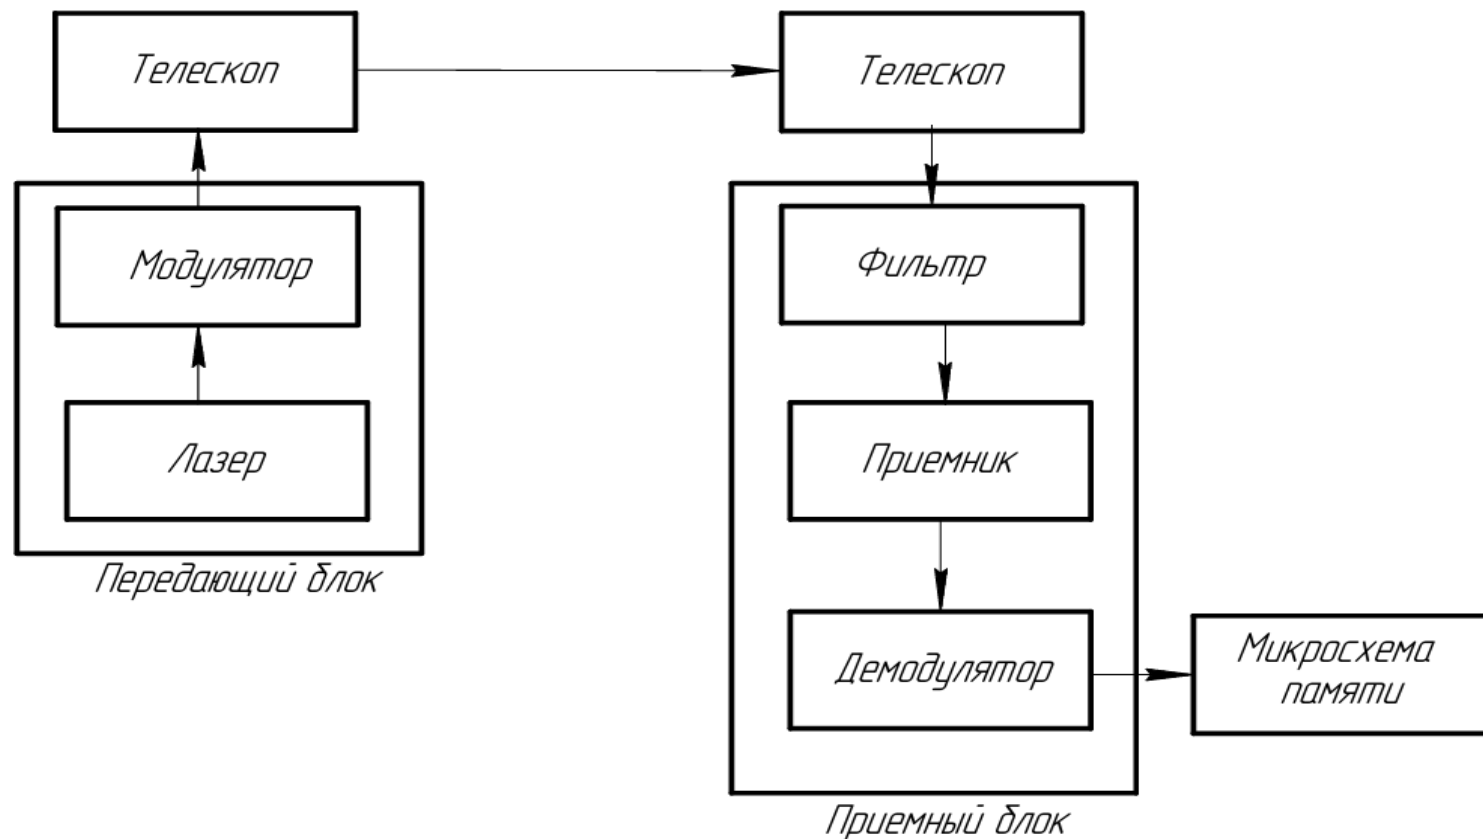 Телескоп
Телескоп
Модулятор
Фильтр
Лазер
Приемник
Передающий блок
Демодулятор
Микросхема
памяти
Приемный блок